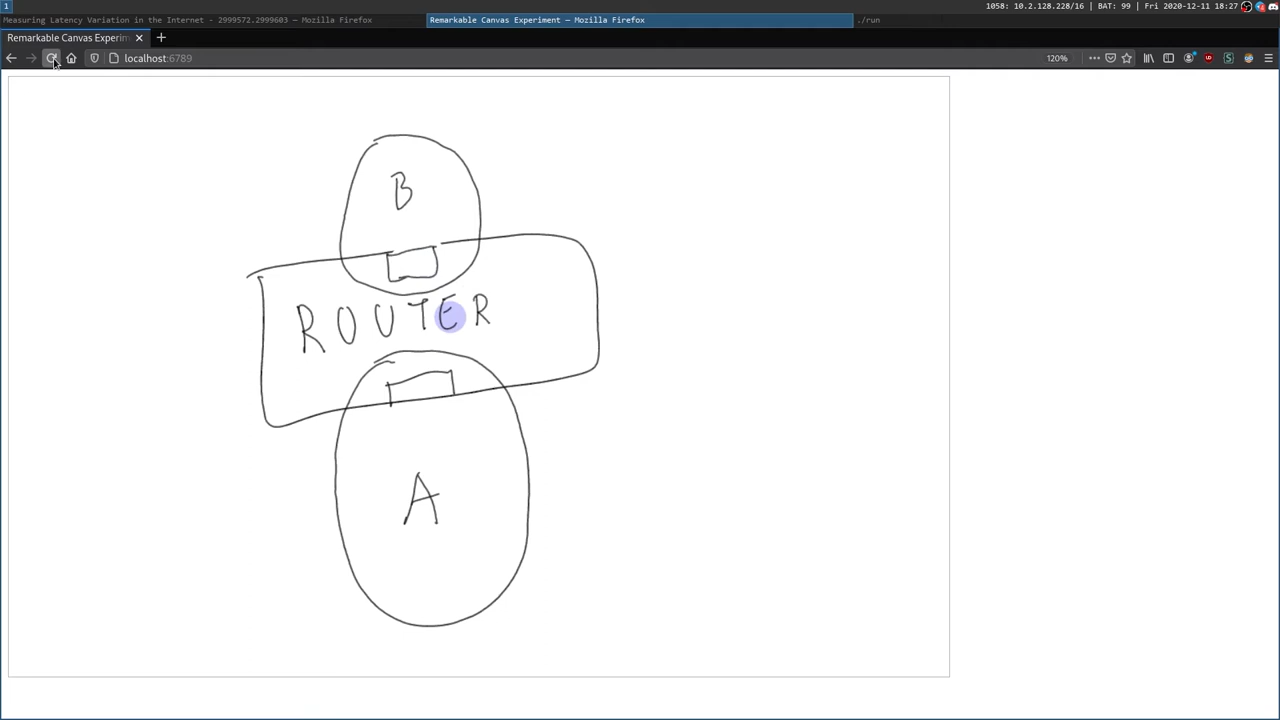 1
1058: 10.2.128.228/16 | BAT: 99 | Fri 2020-12-11 18:27
Measuring Latency Variation in the Internet - 2999572.2999603 — Mozilla Firefox
Remarkable Canvas Experiment — Mozilla Firefox
./run
Remarkable Canvas Experim
localhost:6789
120%
B
ROUTER
A